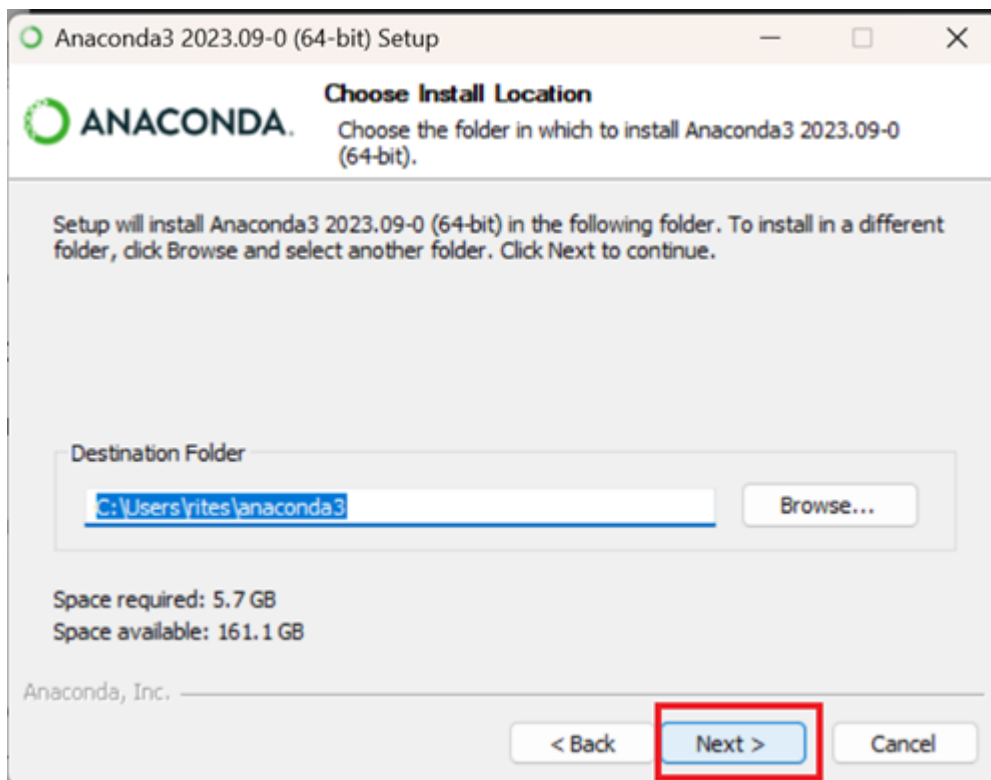 Anaconda3 2023.09-0 (64-bit) Setup
ANACONDA.
Choose Install Location
Choose the folder in which to install Anaconda3 2023.09-0
(64-bit).
Setup will install Anaconda3 2023.09-0 (64-bit) in the following folder. To install in a different
folder, click Browse and select another folder. Click Next to continue.
Destination Folder
C:\Users\rites\anaconda3
Browse...
Space required: 5.7 GB
Space available: 161.1 GB
Anaconda, Inc.
< Back Next > Cancel